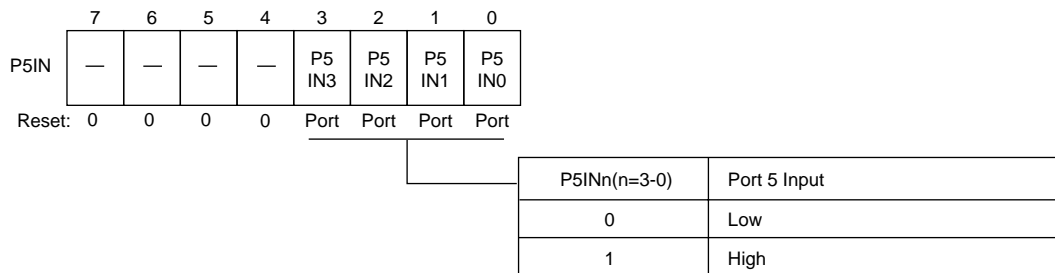 7 6 5 4 3 2 1 0
P5IN — — — — P5 IN3 P5 IN2 P5 IN1 P5 IN0
Reset: 0 0 0 0 Port Port Port Port
P5INn(n=3-0) Port 5 Input
0 Low
1 High